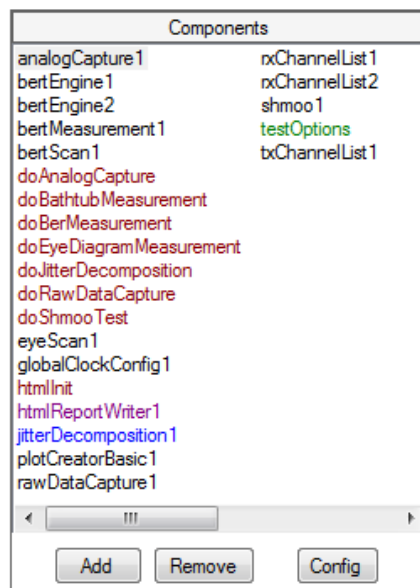 Components
analogCapture1
bertEngine1
bertEngine2
bertMeasurement1
bertScan1
doAnalogCapture
doBathtubMeasurement
doBerMeasurement
doEyeDiagramMeasurement
doJitterDecomposition
doRawDataCapture
doShmooTest
eyeScan1
globalClockConfig1
htmlInit
htmlReportWriter1
jitterDecomposition1
plotCreatorBasic1
rawDataCapture1
rxChannelList1
rxChannelList2
shmoo1
testOptions
txChannelList1
Add Remove Config